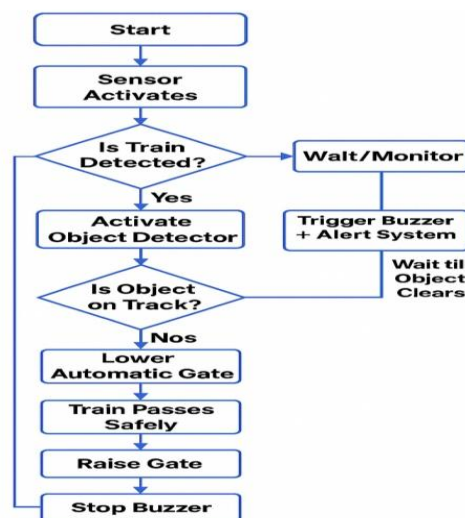 Start
Sensor
Activates
Is Train
Detected?
Walt/Monitor
Yes
Activate
Object Detector
Trigger Buzzer
+ Alert System
Wait til
Object
Clears
Is Object
on Track?
Nos
Lower
Automatic Gate
Train Passes
Safely
Raise Gate
Stop Buzzer